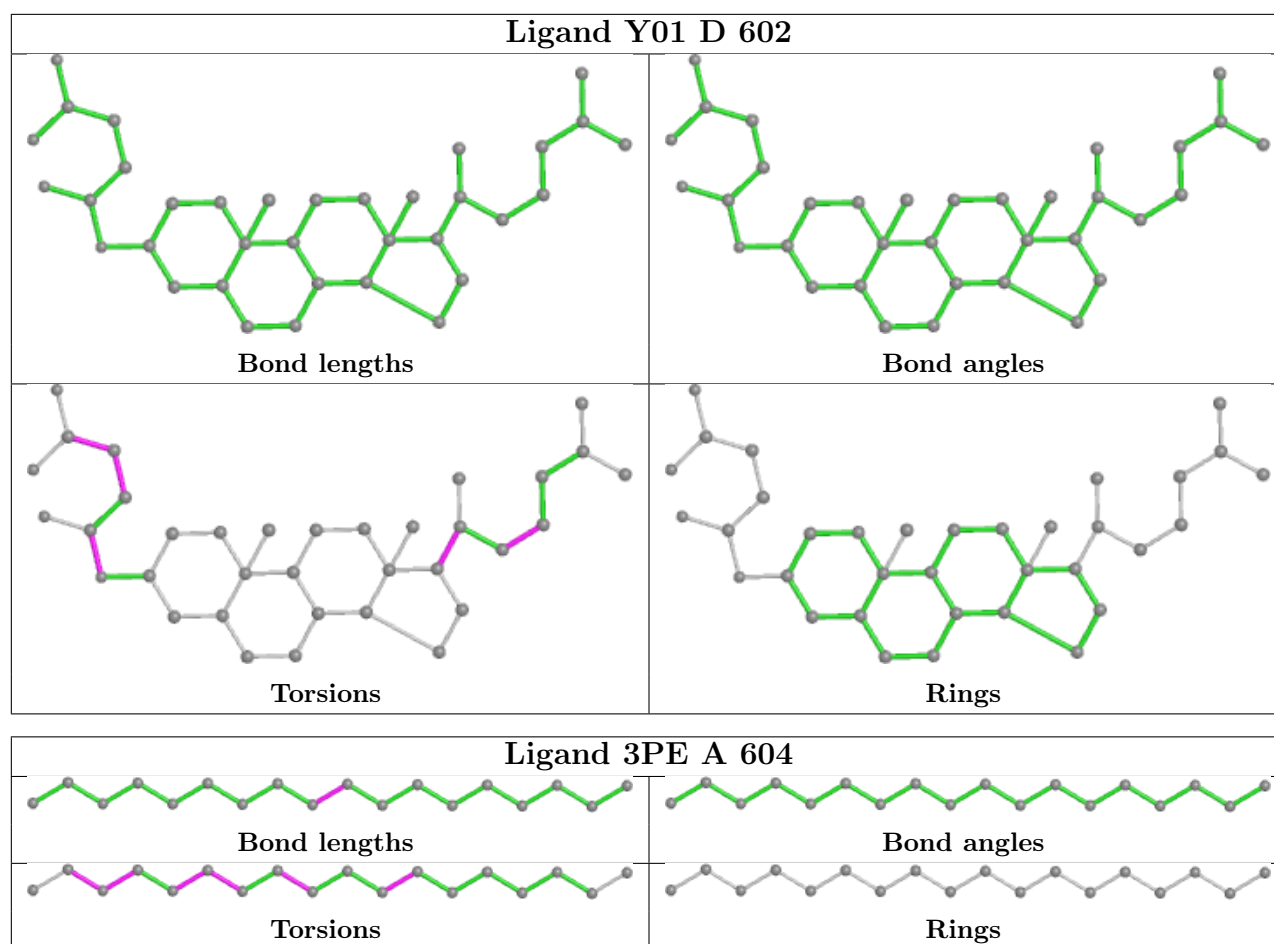 Ligand Y01 D 602
Bond lengths
Bond angles
Torsions
Rings
Ligand 3PE A 604
Bond lengths
Bond angles
Torsions
Rings